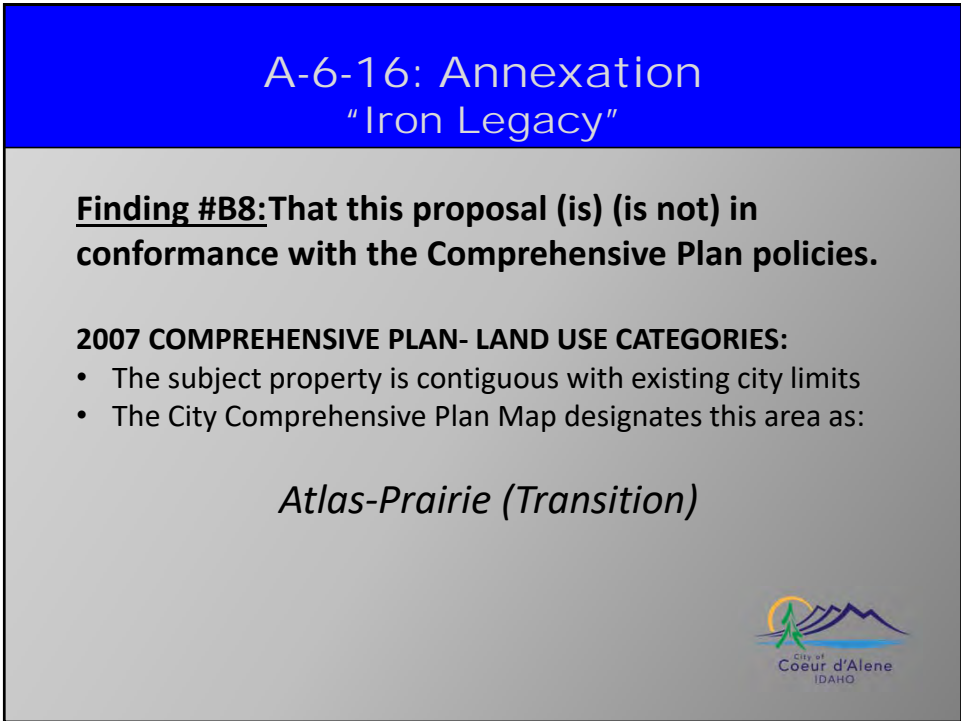 A-6-16: Annexation
“Iron Legacy”
Finding #B8:That this proposal (is) (is not) in
conformance with the Comprehensive Plan policies.
2007 COMPREHENSIVE PLAN- LAND USE CATEGORIES:
• The subject property is contiguous with existing city limits
• The City Comprehensive Plan Map designates this area as:
Atlas-Prairie (Transition)
City of
Coeur d'Alene
IDAHO